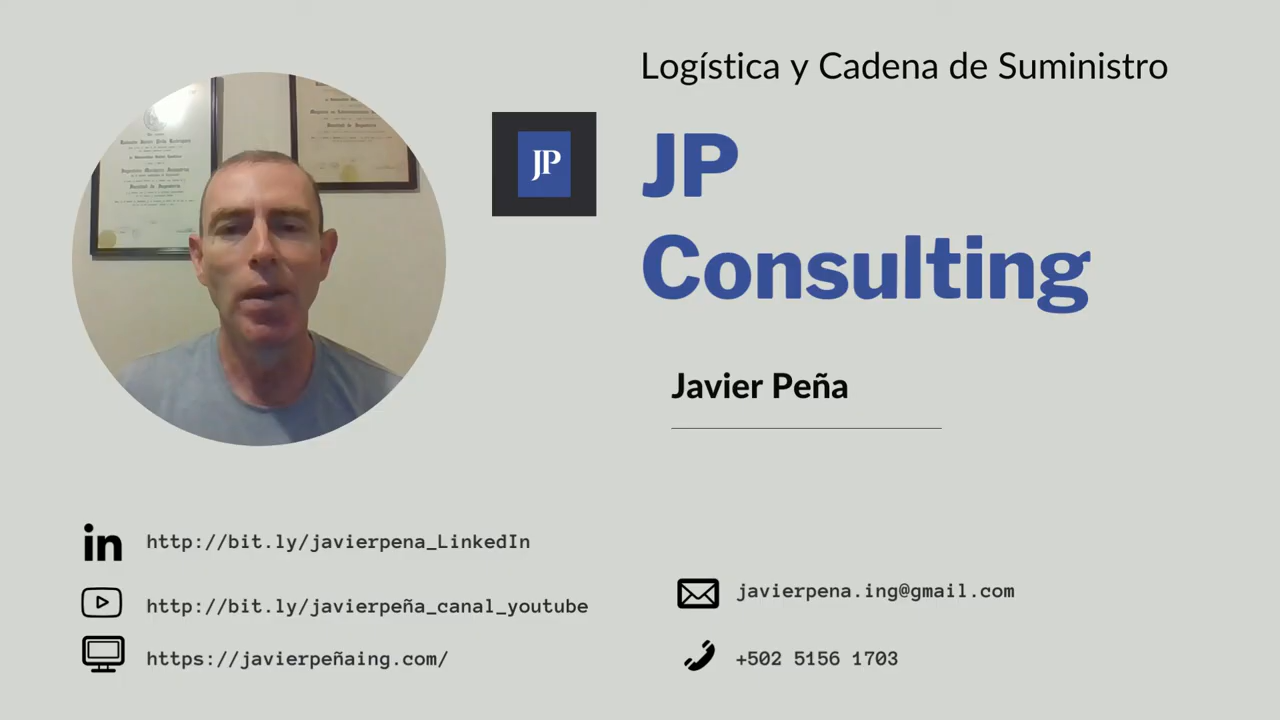 Logística y Cadena de Suministro
JP
JP
Consulting
Javier Peña
in
http://bit.ly/javierpena_LinkedIn
http://bit.ly/javierpeña_canal_youtube
https://javierpeñaing.com/
javierpena.ing@gmail.com
+502 5156 1703